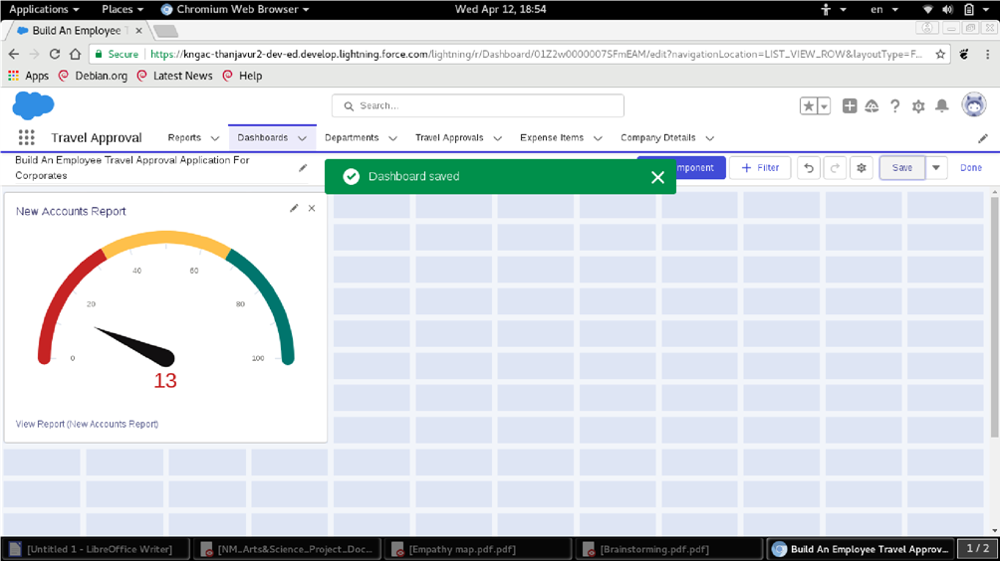 Applications Places Chromium Web Browser Wed Apr 12, 18:54 en
Build An Employee T
Secure https://kngac-thanjavur2-dev-ed.develop.lightning.force.com/lightning/r/Dashboard/01Z2w0000007SFmEAM/edit?navigationLocation=LIST_VIEW_ROW&layoutType=F...
Apps Debian.org Latest News Help
Search...
Travel Approval Reports Dashboards Departments Travel Approvals Expense Items Company Dtetails
Build An Employee Travel Approval Application For
Corporates
Dashboard saved
mponent + Filter Save Done
New Accounts Report
40 60
20 80
0 100
13
View Report (New Accounts Report)
[Untitled 1 - LibreOffice Writer] [NM_Arts&Science_Project_Doc... [Empathy map.pdf.pdf] [Brainstorming.pdf.pdf] Build An Employee Travel Approv... 1 / 2